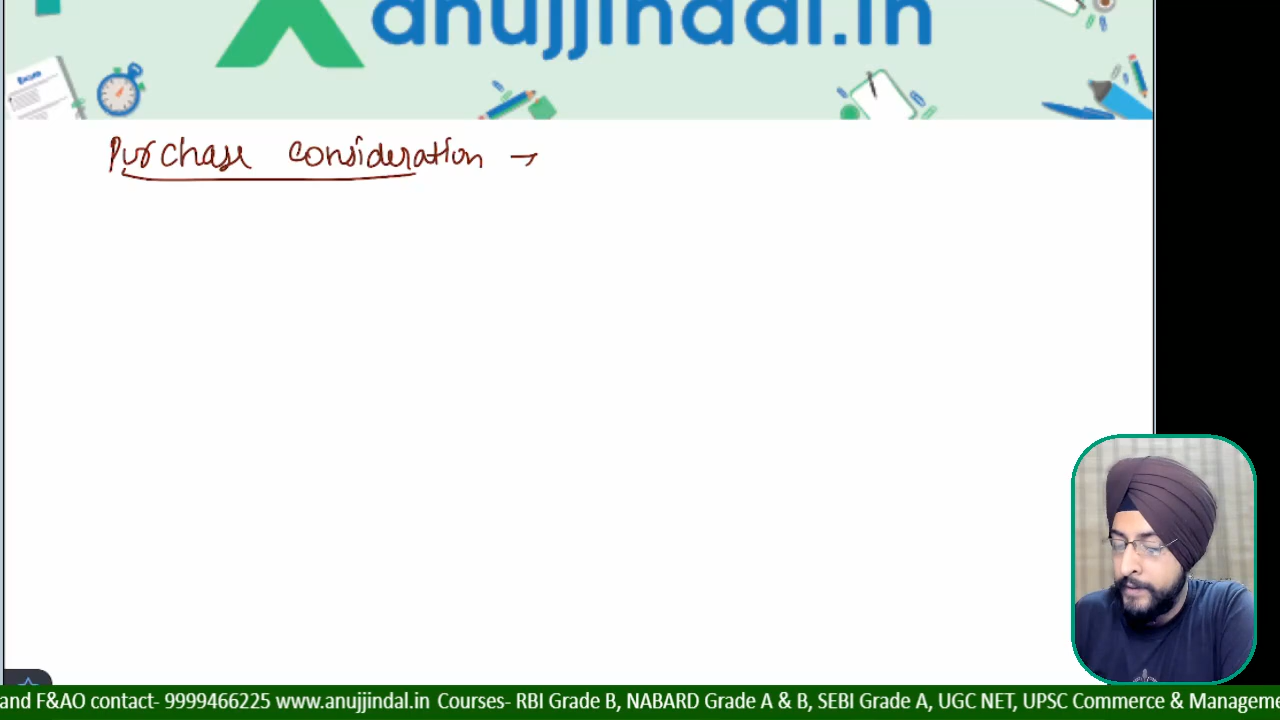 anujjindal.in
Purchase consideration →
and F&AO contact- 9999466225 www.anujjindal.in Courses- RBI Grade B, NABARD Grade A & B, SEBI Grade A, UGC NET, UPSC Commerce & Manageme